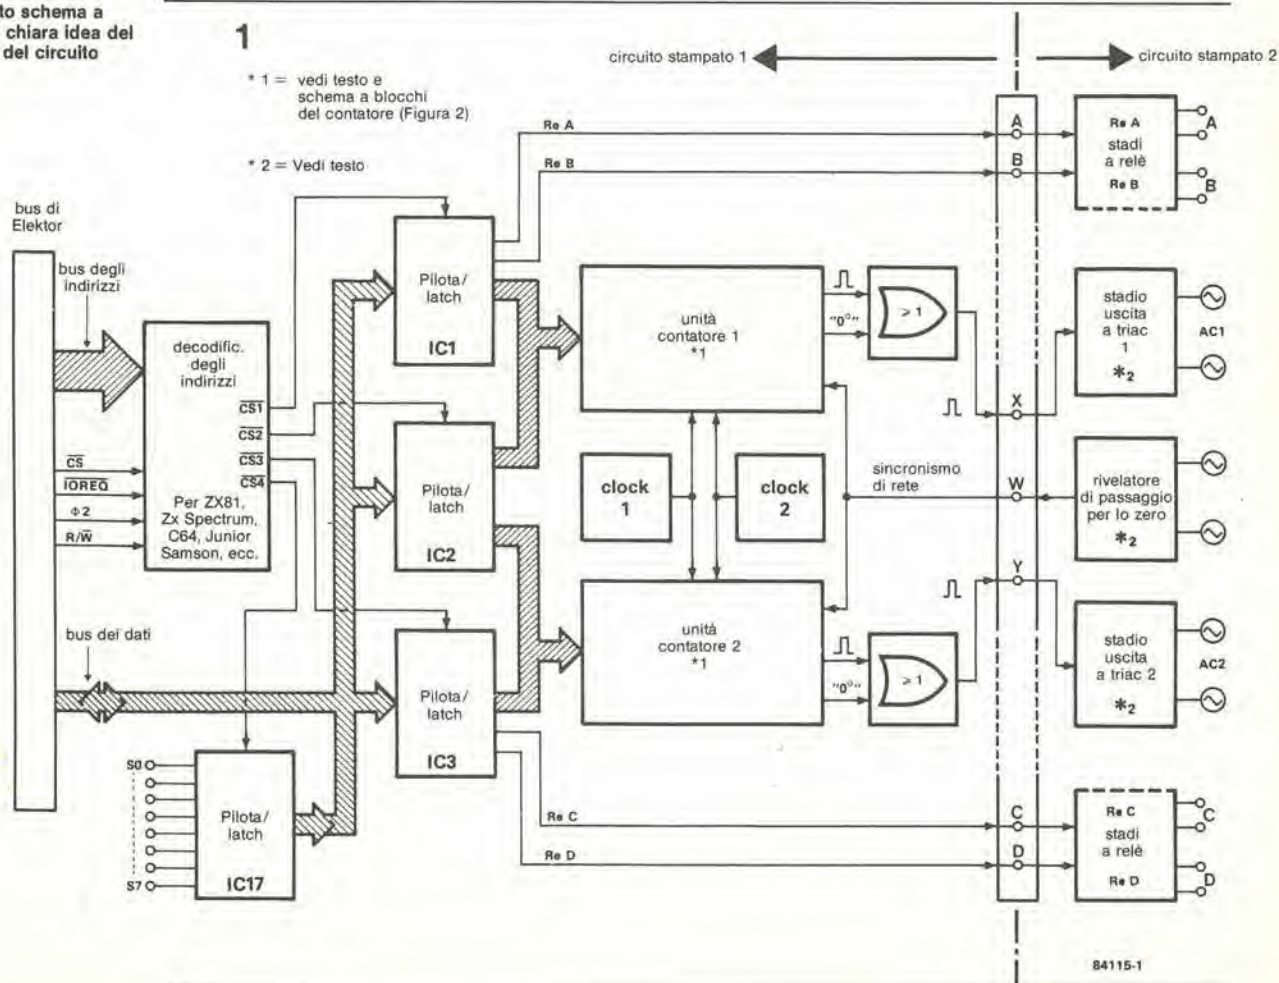 to schema a
chiara idea del
del circuito
1
* 1 = vedi testo e
schema a blocchi
del contatore (Figura 2)
* 2 = Vedi testo
circuito stampato 1
circuito stampato 2
bus di
Elektor
bus degli
indirizzi
decodific.
degli
indirizzi
CS1
CS2
CS3
CS4
Per ZX81,
Zx Spectrum,
C64, Junior
Samson, ecc.
CS
IOREQ
Φ2
R/W
bus dei dati
S0
S7
Pilota/
latch
IC17
Pilota/
latch
IC1
Pilota/
latch
IC2
Pilota/
latch
IC3
Re A
Re B
unità
contatore 1
*1
"0°"
≥ 1
clock
1
clock
2
sincronismo
di rete
unità
contatore 2
*1
"0°"
≥ 1
Re C
Re D
A
B
X
W
Y
C
D
Re A
stadi
a relè
Re B
A
B
stadio
uscita
a triac
1
*2
AC1
rivelatore
di passaggio
per lo zero
*2
stadio
uscita
a triac 2
*2
AC2
Re C
stadi
a relè
Re D
C
D
84115-1